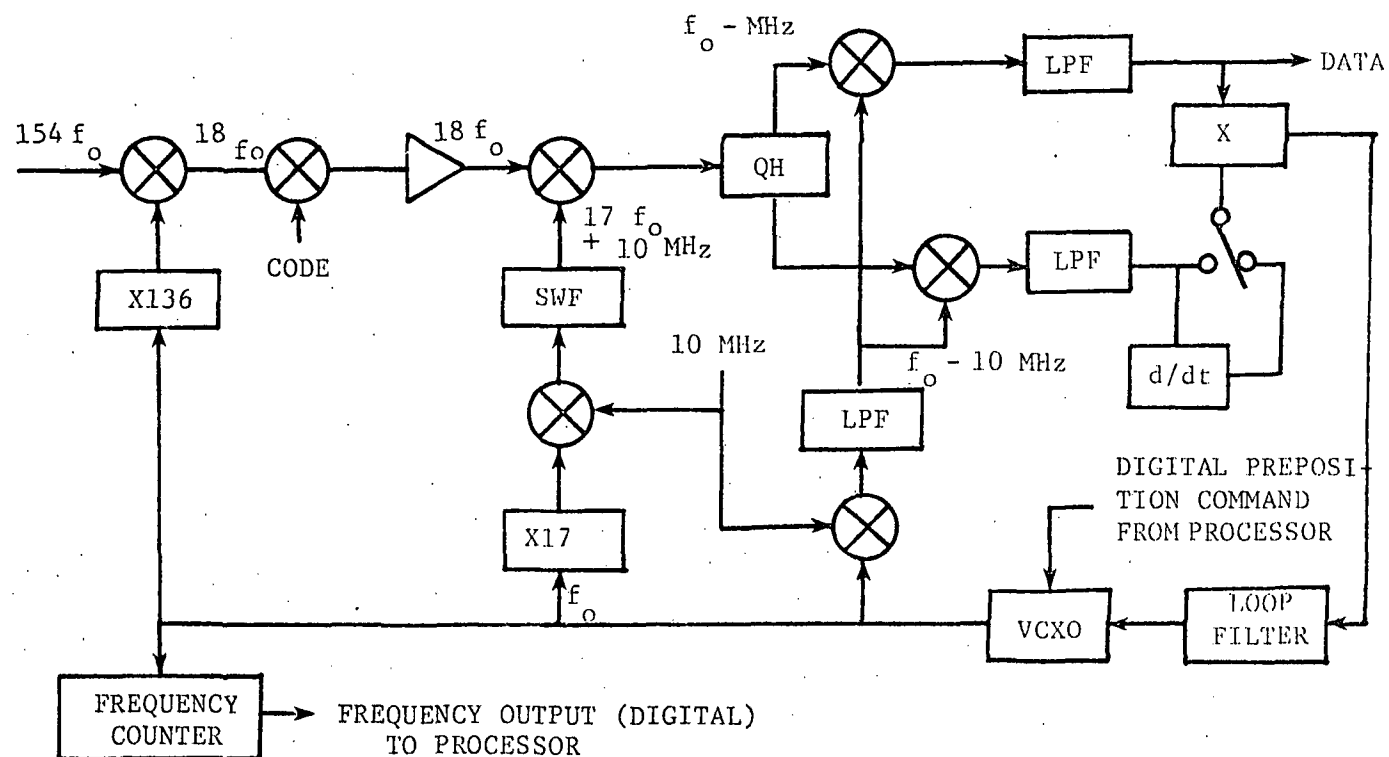 f_o - MHz
LPF
DATA
154 f_o
18 f_o
18 f_o
X
QH
CODE
17 f_o
+ 10 MHz
LPF
X136
SWF
10 MHz
f_o - 10 MHz
d/dt
LPF
DIGITAL PREPOSI-
TION COMMAND
FROM PROCESSOR
X17
f_o
VCXO
LOOP
FILTER
FREQUENCY
COUNTER
FREQUENCY OUTPUT (DIGITAL)
TO PROCESSOR